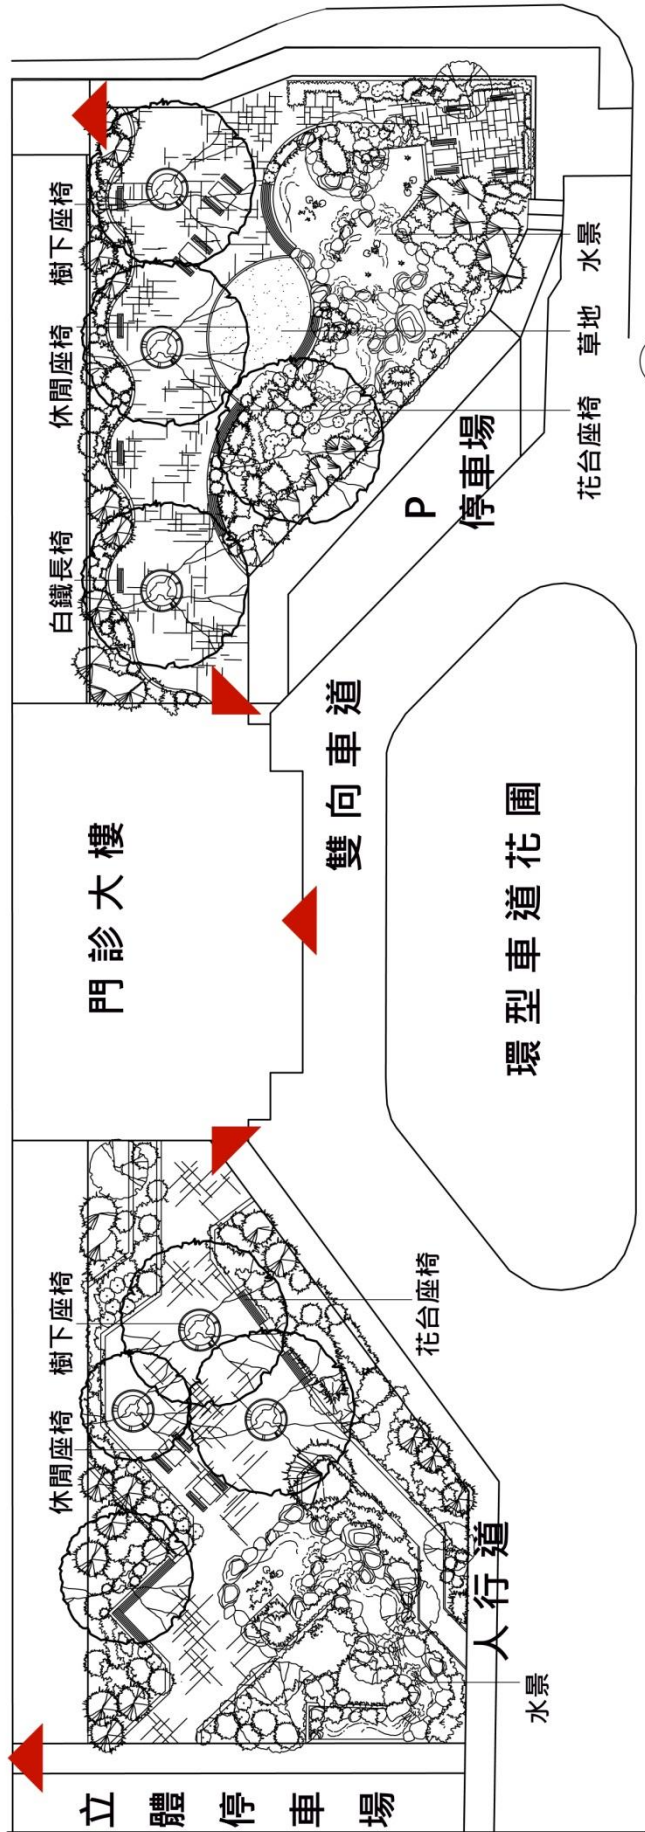 樹下座椅
休閒座椅
白鐵長椅
水景
草地
花台座椅
P
停車場
雙向車道
門診大樓
環型車道花圃
樹下座椅
休閒座椅
花台座椅
人行道
水景
立體停車場